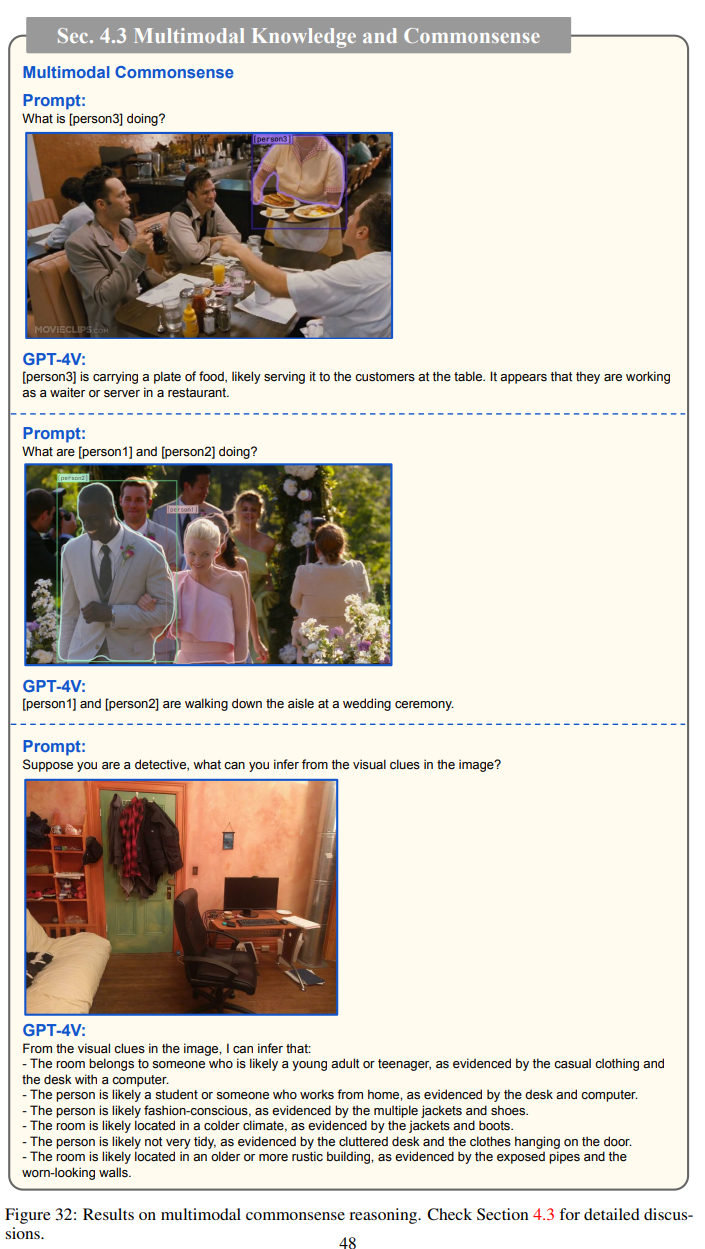 Sec. 4.3 Multimodal Knowledge and Commonsense
Multimodal Commonsense
Prompt:
What is [person3] doing?
[person3]
MOVIECLIPS.COM
GPT-4V:
[person3] is carrying a plate of food, likely serving it to the customers at the table. It appears that they are working
as a waiter or server in a restaurant.
Prompt:
What are [person1] and [person2] doing?
[person2]
[person1]
GPT-4V:
[person1] and [person2] are walking down the aisle at a wedding ceremony.
Prompt:
Suppose you are a detective, what can you infer from the visual clues in the image?
GPT-4V:
From the visual clues in the image, I can infer that:
- The room belongs to someone who is likely a young adult or teenager, as evidenced by the casual clothing and
the desk with a computer.
- The person is likely a student or someone who works from home, as evidenced by the desk and computer.
- The person is likely fashion-conscious, as evidenced by the multiple jackets and shoes.
- The room is likely located in a colder climate, as evidenced by the jackets and boots.
- The person is likely not very tidy, as evidenced by the cluttered desk and the clothes hanging on the door.
- The room is likely located in an older or more rustic building, as evidenced by the exposed pipes and the
worn-looking walls.
Figure 32: Results on multimodal commonsense reasoning. Check Section 4.3 for detailed discus-
sions.
48